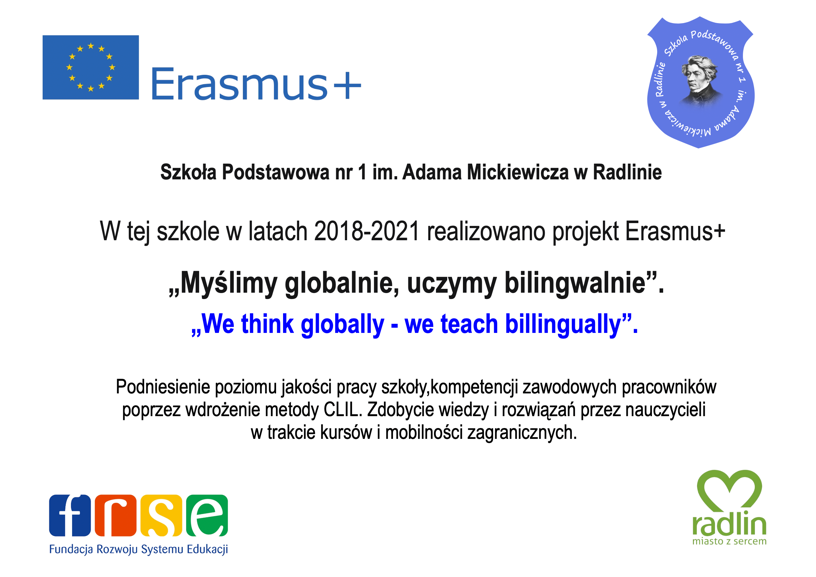 Erasmus+
Szkoła Podstawowa nr 1 im. Adama Mickiewicza w Radlinie
Szkoła Podstawowa nr 1 im. Adama Mickiewicza w Radlinie
W tej szkole w latach 2018-2021 realizowano projekt Erasmus+
„Myślimy globalnie, uczymy bilingwalnie”.
„We think globally - we teach billingually”.
Podniesienie poziomu jakości pracy szkoły,kompetencji zawodowych pracowników
poprzez wdrożenie metody CLIL. Zdobycie wiedzy i rozwiązań przez nauczycieli
w trakcie kursów i mobilności zagranicznych.
frse
Fundacja Rozwoju Systemu Edukacji
radlin
miasto z sercem